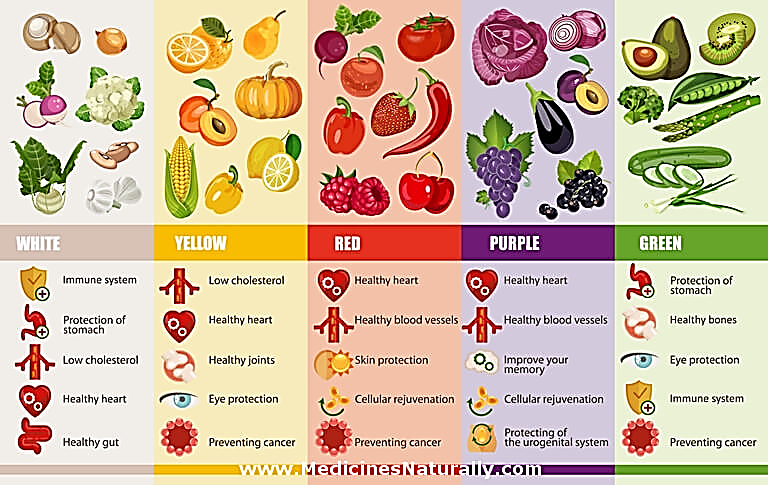 WHITE
Immune system
Protection of
stomach
Low cholesterol
Healthy heart
Healthy gut
YELLOW
Low cholesterol
Healthy heart
Healthy joints
Eye protection
Preventing cancer
RED
Healthy heart
Healthy blood vessels
Skin protection
Cellular rejuvenation
Preventing cancer
PURPLE
Healthy heart
Healthy blood vessels
Improve your
memory
Cellular rejuvenation
Protecting of
the urogenital system
GREEN
Protection of
stomach
Healthy bones
Eye protection
Immune system
Preventing cancer
www.MedicinesNaturally.com